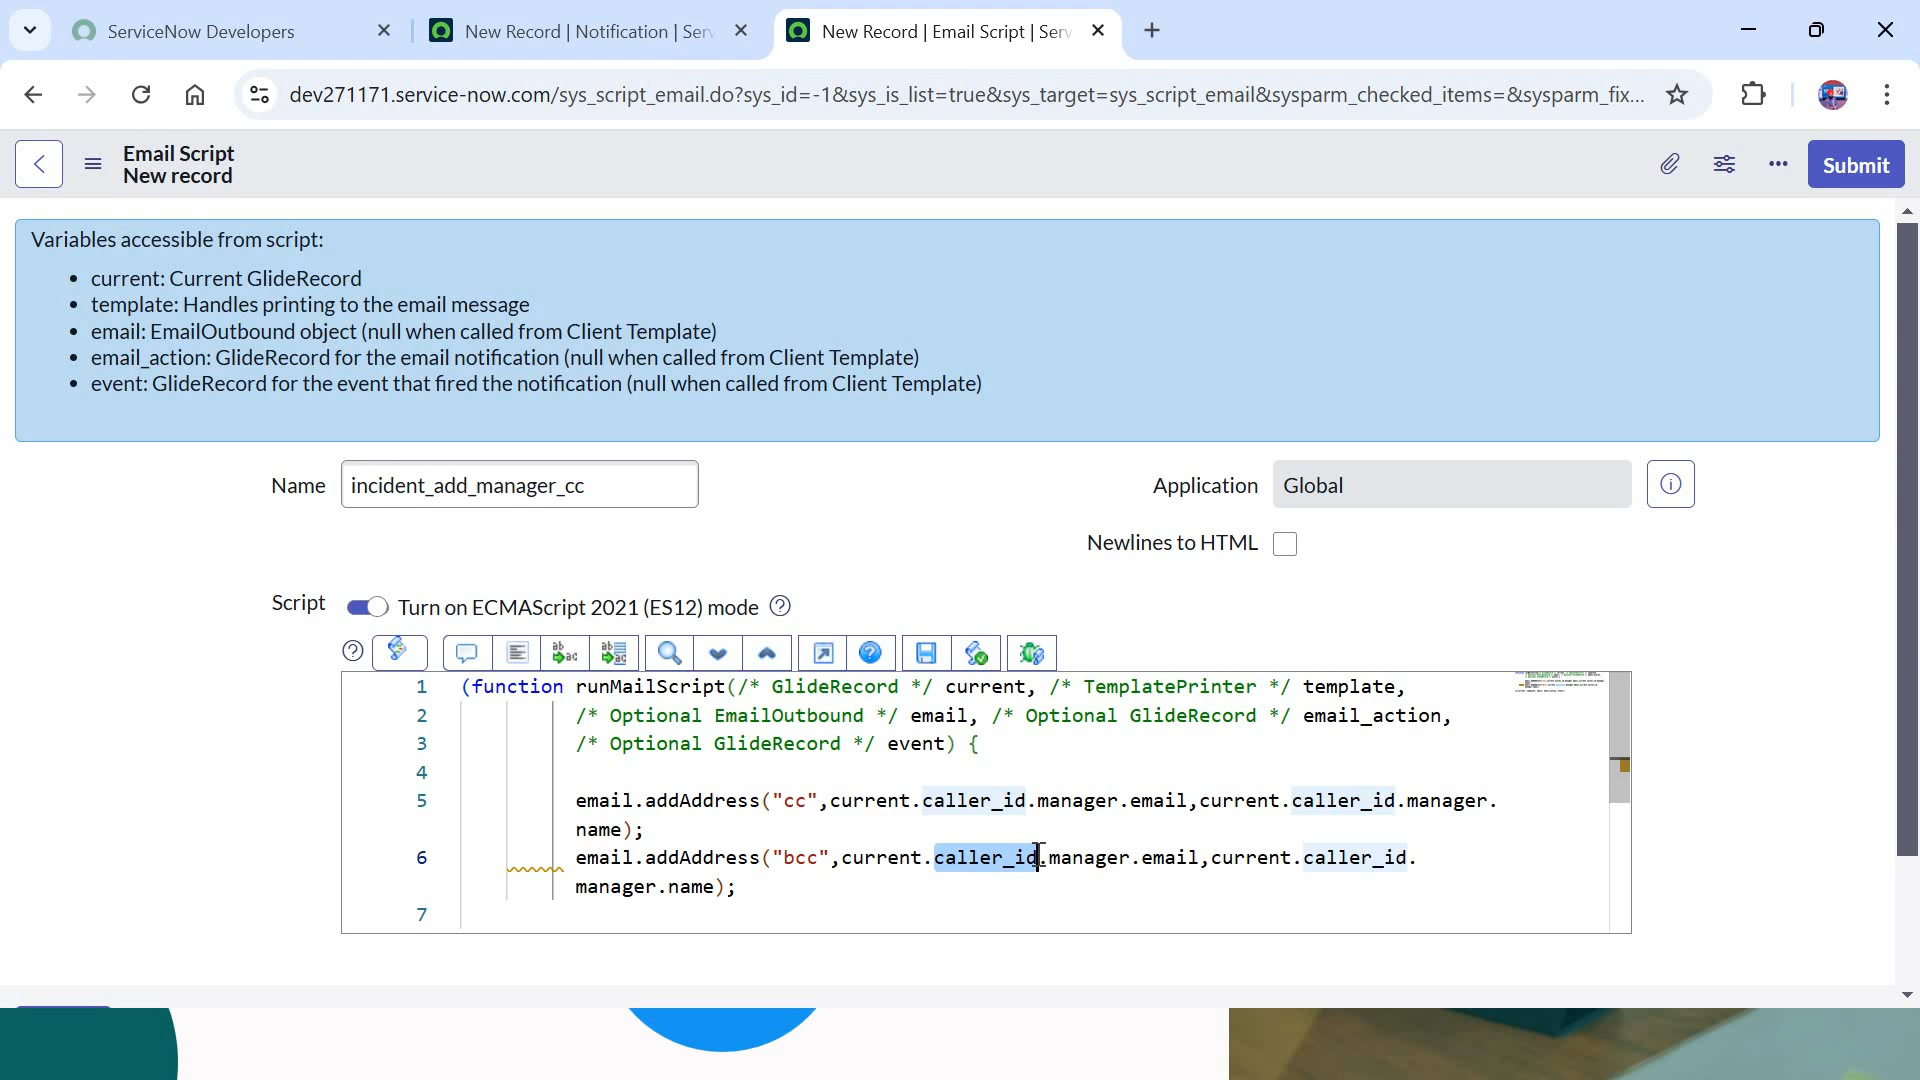 ServiceNow Developers
New Record | Notification | Serv
New Record | Email Script | Serv
dev271171.service-now.com/sys_script_email.do?sys_id=-1&sys_is_list=true&sys_target=sys_script_email&sysparm_checked_items=&sysparm_fix...
Email Script
New record
Submit
Variables accessible from script:
• current: Current GlideRecord
• template: Handles printing to the email message
• email: EmailOutbound object (null when called from Client Template)
• email_action: GlideRecord for the email notification (null when called from Client Template)
• event: GlideRecord for the event that fired the notification (null when called from Client Template)
Name incident_add_manager_cc
Application Global
Newlines to HTML
Script Turn on ECMAScript 2021 (ES12) mode
1 (function runMailScript(/* GlideRecord */ current, /* TemplatePrinter */ template,
2 /* Optional EmailOutbound */ email, /* Optional GlideRecord */ email_action,
3 /* Optional GlideRecord */ event) {
4
5 email.addAddress("cc",current.caller_id.manager.email,current.caller_id.manager.
name);
6 email.addAddress("bcc",current.caller_id.manager.email,current.caller_id.
manager.name);
7